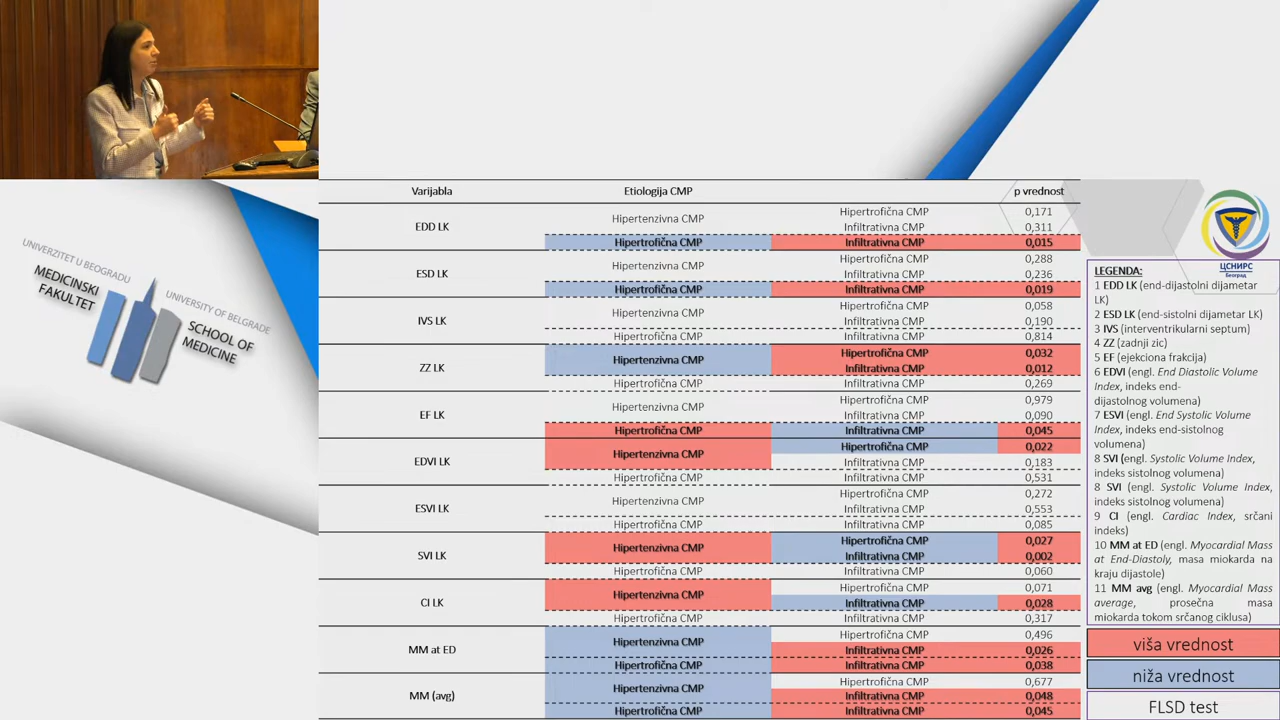 UNIVERZITET U BEOGRADU
MEDICINSKI
FAKULTET
UNIVERSITY OF BELGRADE
SCHOOL OF
MEDICINE
Varijabla Etiologija CMP p vrednost
EDD LK Hipertenzivna CMP Hipertrofična CMP 0,171
Infiltrativna CMP 0,311
Hipertrofična CMP Infiltrativna CMP 0,015
ESD LK Hipertenzivna CMP Hipertrofična CMP 0,288
Infiltrativna CMP 0,236
Hipertrofična CMP Infiltrativna CMP 0,019
IVS LK Hipertenzivna CMP Hipertrofična CMP 0,058
Infiltrativna CMP 0,190
Hipertrofična CMP Infiltrativna CMP 0,814
ZZ LK Hipertenzivna CMP Hipertrofična CMP 0,032
Infiltrativna CMP 0,012
Hipertrofična CMP Infiltrativna CMP 0,269
EF LK Hipertenzivna CMP Hipertrofična CMP 0,979
Infiltrativna CMP 0,090
Hipertrofična CMP Infiltrativna CMP 0,045
EDVI LK Hipertenzivna CMP Hipertrofična CMP 0,022
Infiltrativna CMP 0,183
Hipertrofična CMP Infiltrativna CMP 0,531
ESVI LK Hipertenzivna CMP Hipertrofična CMP 0,272
Infiltrativna CMP 0,553
Hipertrofična CMP Infiltrativna CMP 0,085
SVI LK Hipertenzivna CMP Hipertrofična CMP 0,027
Infiltrativna CMP 0,002
Hipertrofična CMP Infiltrativna CMP 0,060
CI LK Hipertenzivna CMP Hipertrofična CMP 0,071
Infiltrativna CMP 0,028
Hipertrofična CMP Infiltrativna CMP 0,317
MM at ED Hipertenzivna CMP Hipertrofična CMP 0,496
Infiltrativna CMP 0,026
Hipertrofična CMP Infiltrativna CMP 0,038
MM (avg) Hipertenzivna CMP Hipertrofična CMP 0,677
Infiltrativna CMP 0,048
Hipertrofična CMP Infiltrativna CMP 0,045
ЦСНИРС
Београд
LEGENDA:
1 EDD LK (end-dijastolni dijametar
LK)
2 ESD LK (end-sistolni dijametar LK)
3 IVS (interventrikularni septum)
4 ZZ (zadnji zic)
5 EF (ejekciona frakcija)
6 EDVI (engl. End Diastolic Volume
Index, indeks end-
dijastolnog volumena)
7 ESVI (engl. End Systolic Volume
Index, indeks end-sistolnog
volumena)
8 SVI (engl. Systolic Volume Index,
indeks sistolnog volumena)
8 SVI (engl. Systolic Volume Index,
indeks sistolnog volumena)
9 CI (engl. Cardiac Index, srčani
indeks)
10 MM at ED (engl. Myocardial Mass
at End-Diastoly, masa miokarda na
kraju dijastole)
11 MM avg (engl. Myocardial Mass
average, prosečna masa
miokarda tokom srčanog ciklusa)
viša vrednost
niža vrednost
FLSD test